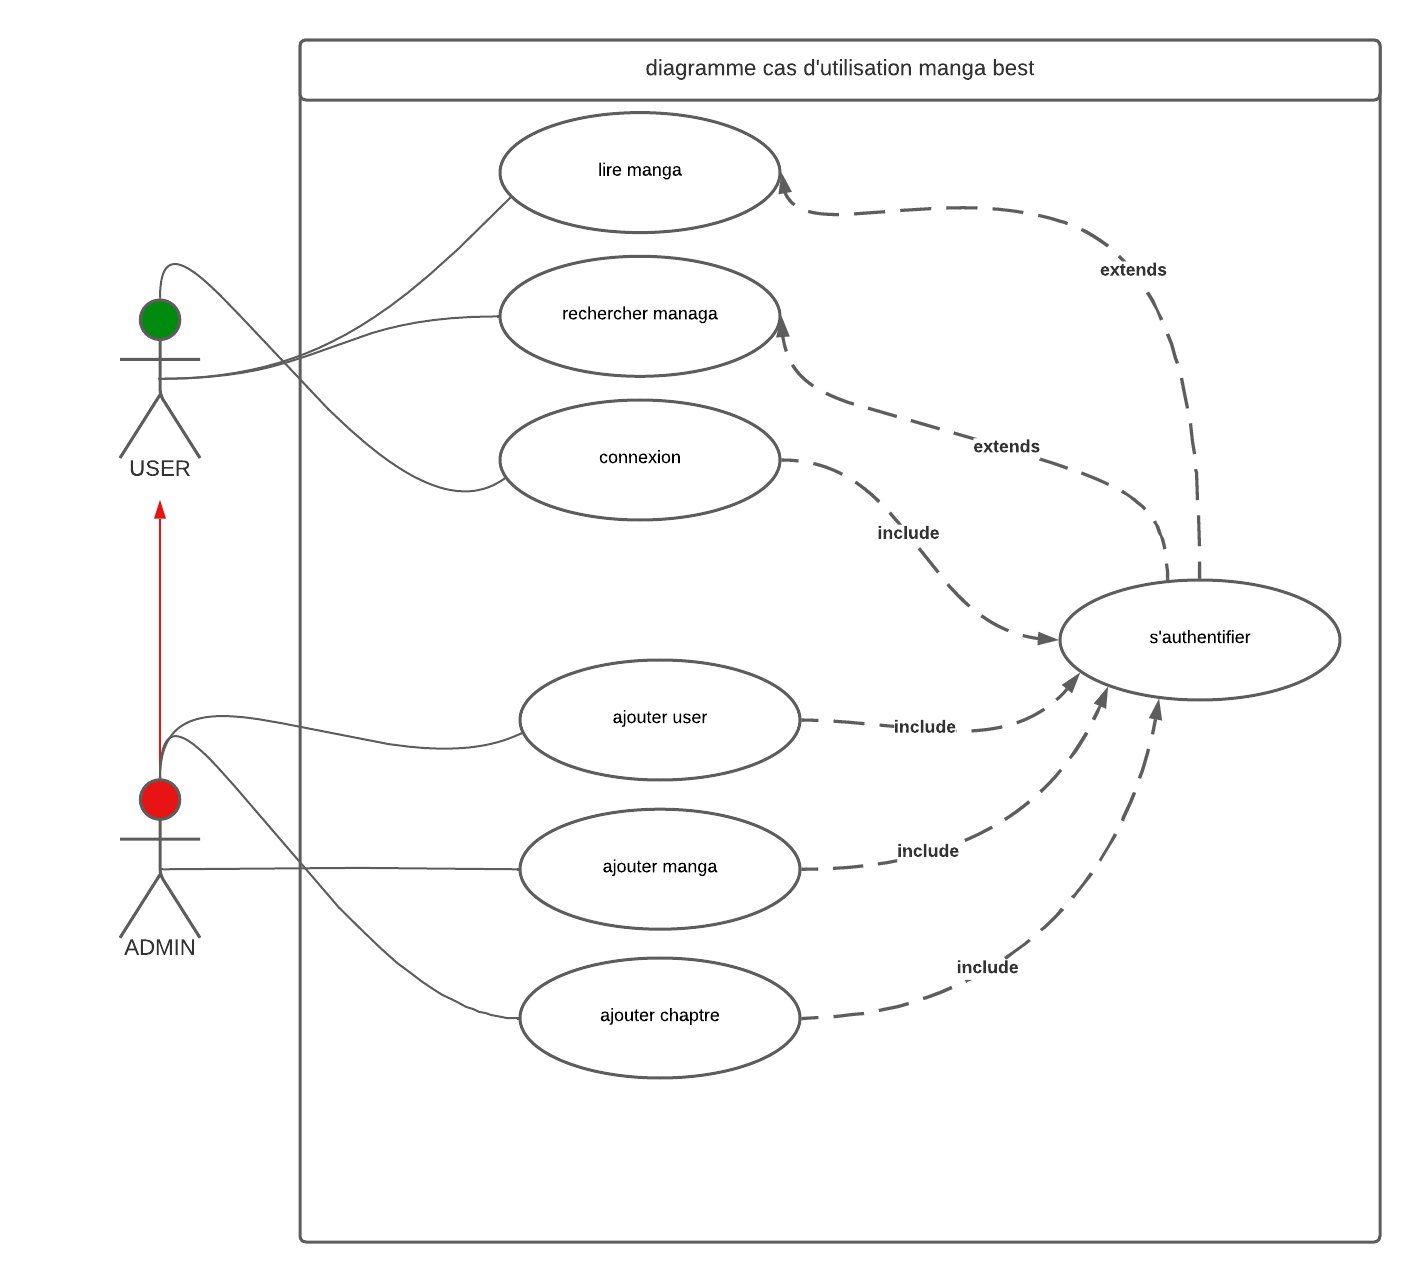 diagramme cas d'utilisation manga best
lire manga
extends
rechercher managa
extends
connexion
USER
include
s'authentifier
ajouter user
include
ajouter manga
include
ADMIN
include
ajouter chaptre